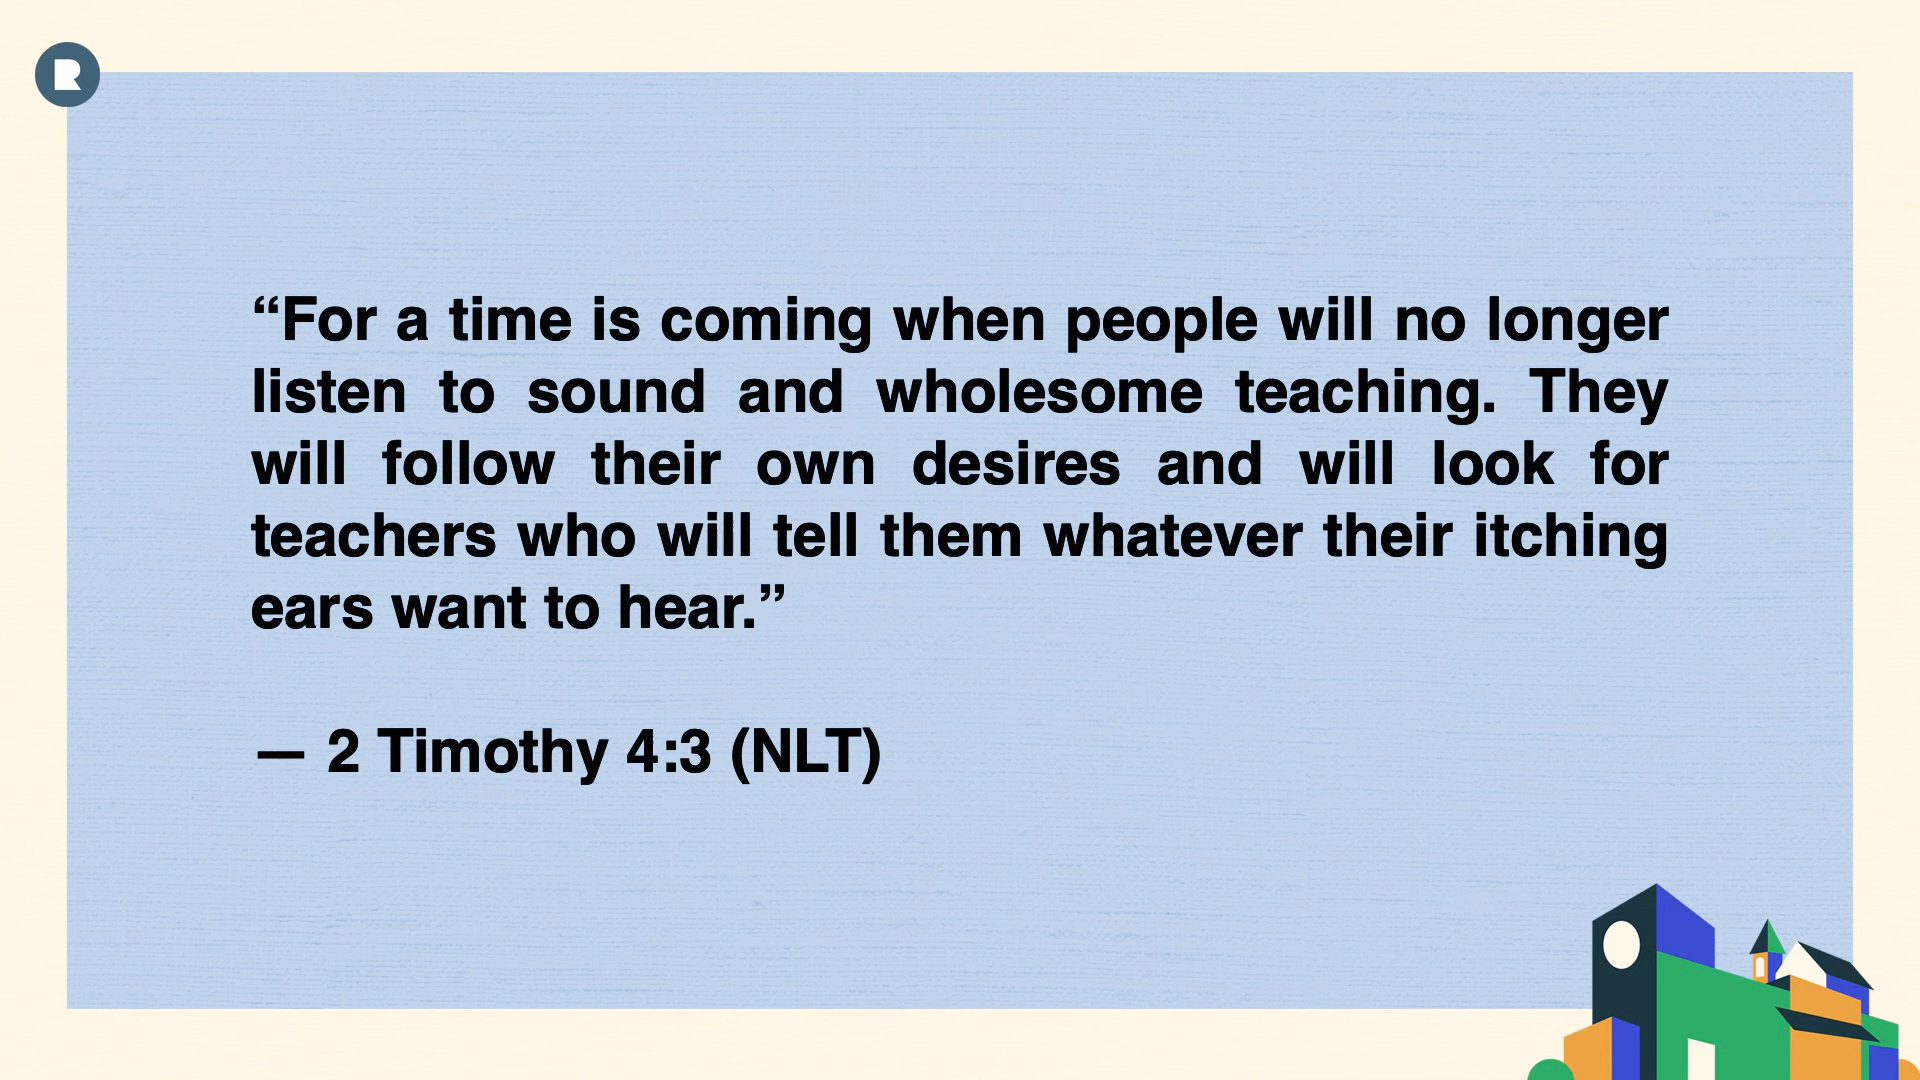 R
“For a time is coming when people will no longer
listen to sound and wholesome teaching. They
will follow their own desires and will look for
teachers who will tell them whatever their itching
ears want to hear.”
— 2 Timothy 4:3 (NLT)